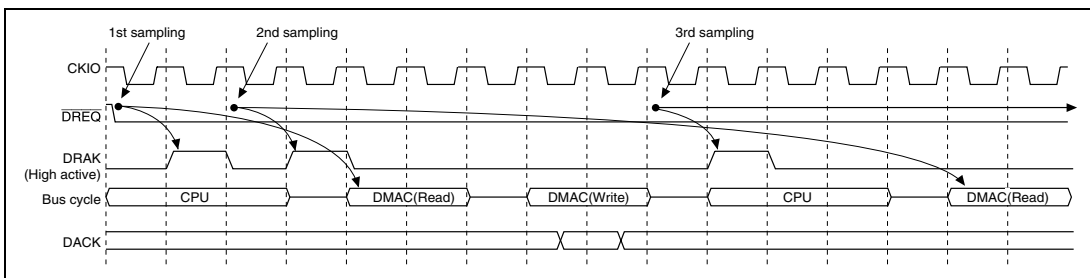 1st sampling 2nd sampling 3rd sampling
CKIO
DREQ
DRAK
(High active)
Bus cycle CPU DMAC(Read) DMAC(Write) CPU DMAC(Read)
DACK